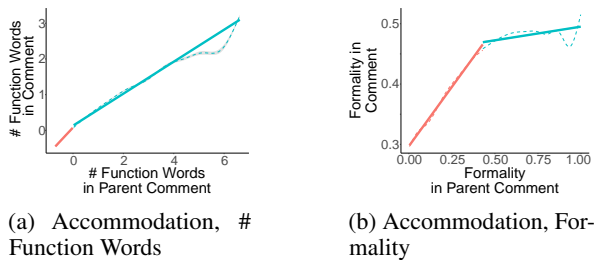 3
2
1
0
# Function Words
in Comment
0 2 4 6
# Function Words
in Parent Comment
(a) Accommodation, #
Function Words
0.5
0.4
0.3
Formality in
Comment
0.00 0.25 0.50 0.75 1.00
Formality
in Parent Comment
(b) Accommodation, For-
mality